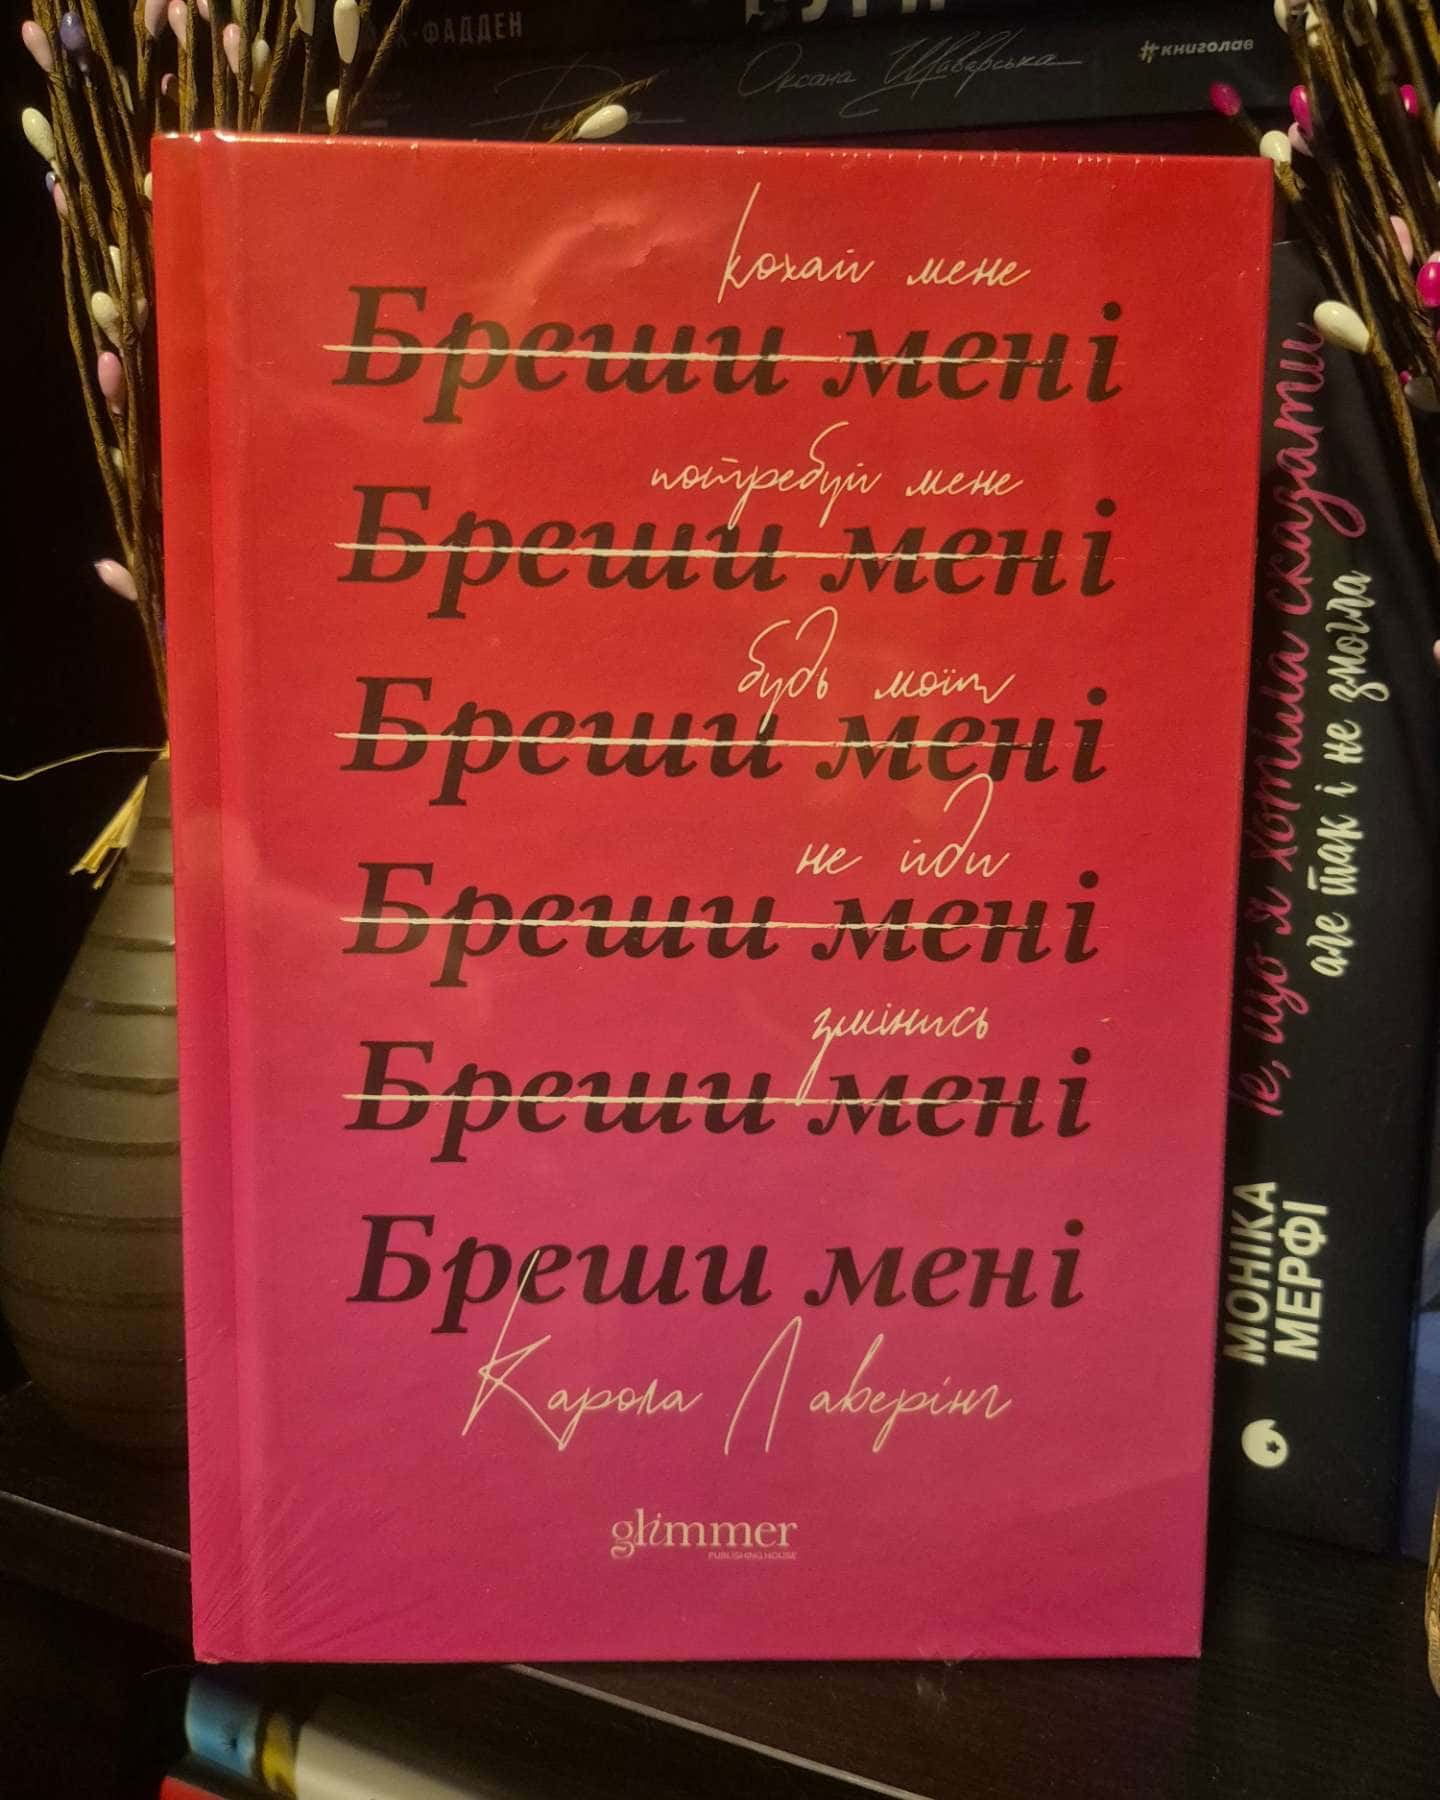 ФАДДЕН
Оксана Шаварська
#книголав
кохай мене
Бреши мені
потребуй мене
Бреши мені
будь моїм
Бреши мені
не йди
Бреши мені
змінись
Бреши мені
Бреши мені
Карола Лаверінг
glimmer
PUBLISHING HOUSE
МОНІКА
МЕРФІ
Те, що я хотіла сказати
але так і не змогла